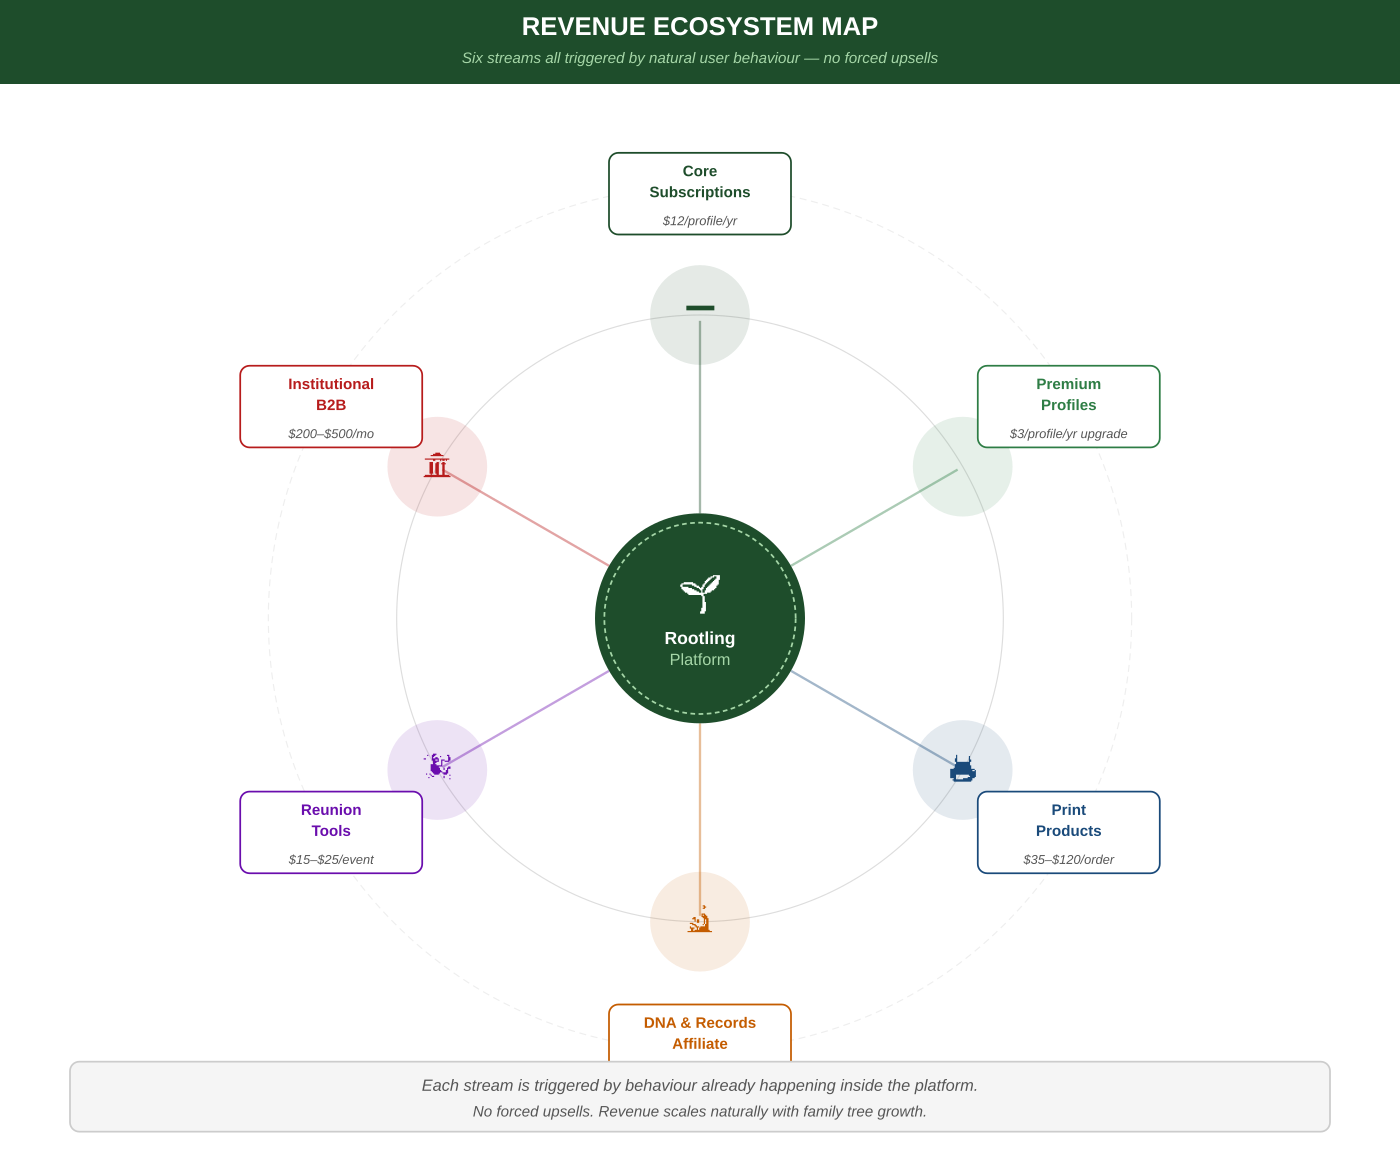 REVENUE ECOSYSTEM MAP
Six streams all triggered by natural user behaviour — no forced upsells
Core
Subscriptions
$12/profile/yr
Institutional
B2B
$200–$500/mo
Premium
Profiles
$3/profile/yr upgrade
Rootling
Platform
Reunion
Tools
$15–$25/event
Print
Products
$35–$120/order
DNA & Records
Affiliate
Each stream is triggered by behaviour already happening inside the platform.
No forced upsells. Revenue scales naturally with family tree growth.